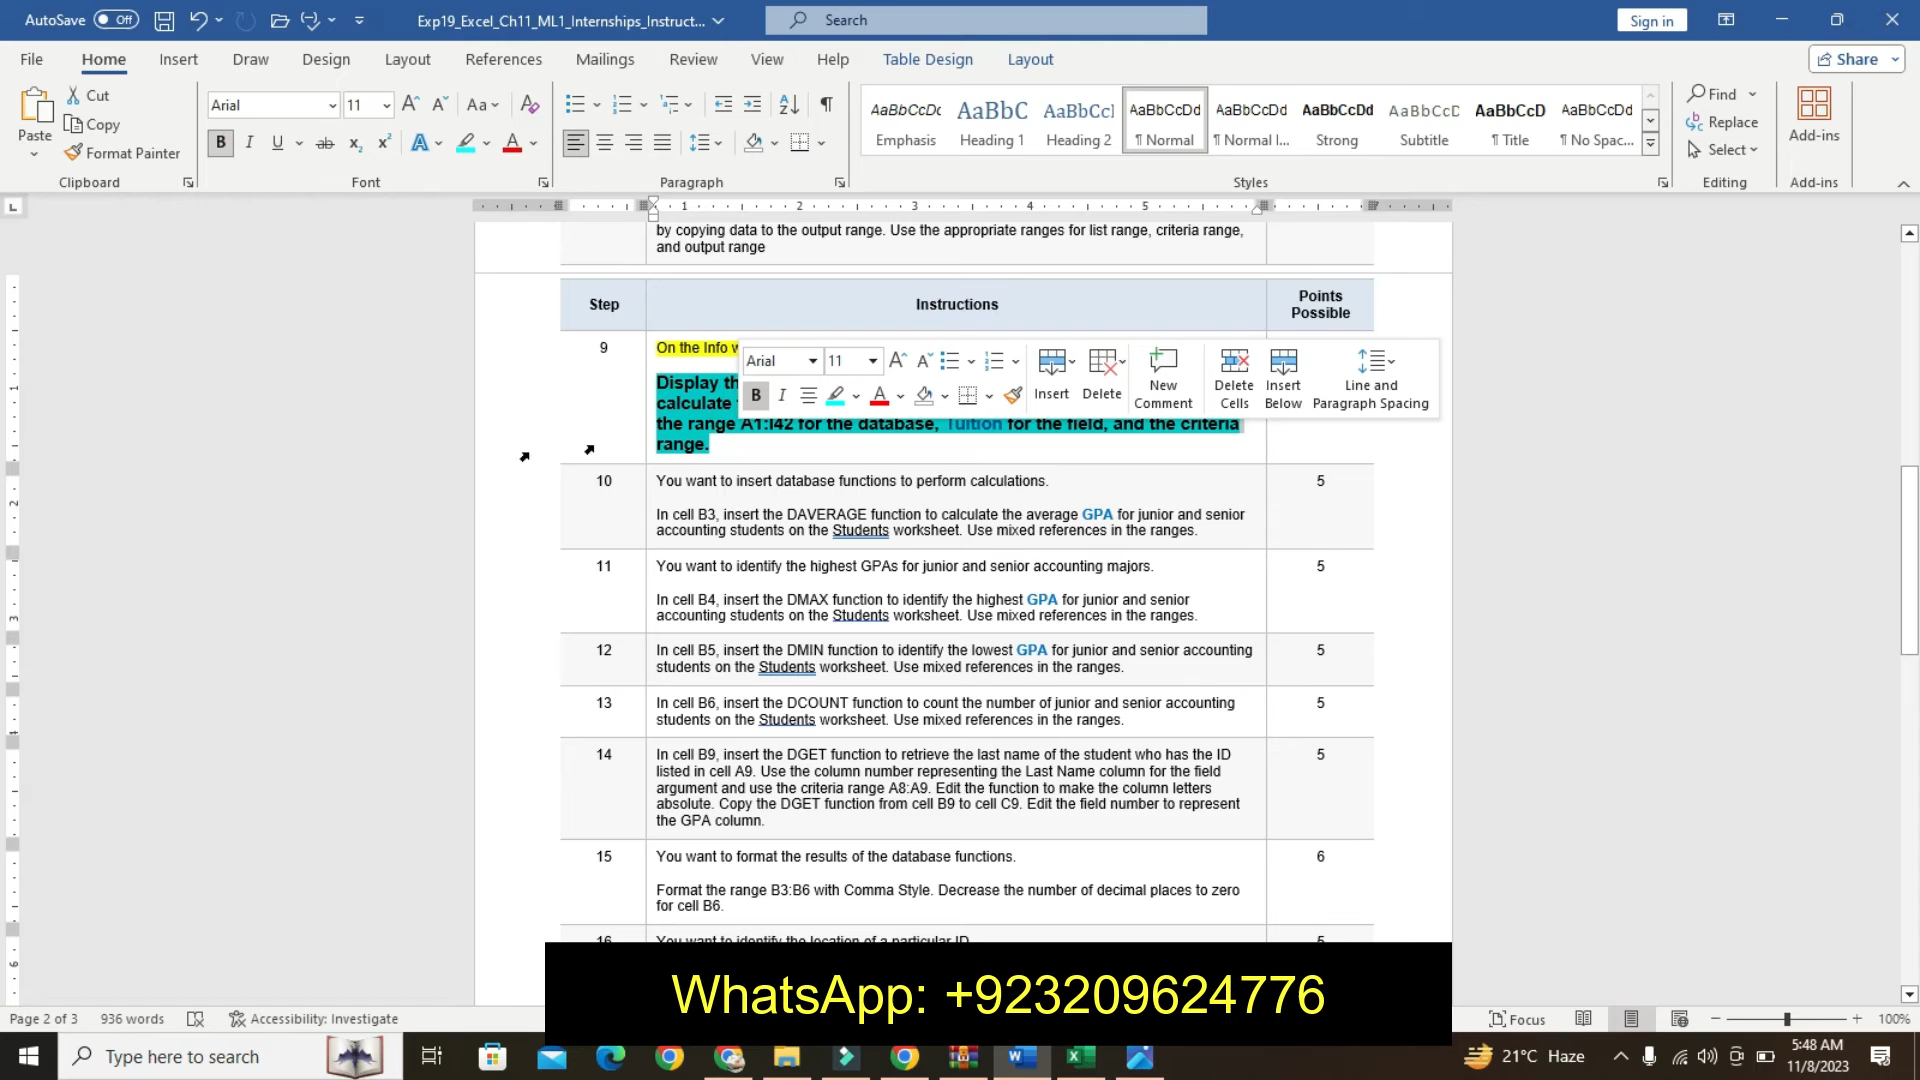 AutoSave Off Exp19_Excel_Ch11_ML1_Internships_Instruct... Search Sign in
File Home Insert Draw Design Layout References Mailings Review View Help Table Design Layout Share
Paste Cut Copy Format Painter
Arial 11
AaBbCcDc Emphasis
AaBbC Heading 1
AaBbCcI Heading 2
AaBbCcDd ¶ Normal
AaBbCcDd ¶ Normal I...
AaBbCcDd Strong
AaBbCcD Subtitle
AaBbCcD ¶ Title
AaBbCcDd ¶ No Spac...
Find
Replace
Select
Add-ins
Clipboard Font Paragraph Styles Editing Add-ins
by copying data to the output range. Use the appropriate ranges for list range, criteria range,
and output range
Step Instructions Points Possible
9 On the Info w
Display th
calculate
the range A1:I42 for the database, Tuition for the field, and the criteria
range.
Arial 11
Insert Delete New Comment Delete Cells Insert Below Line and Paragraph Spacing
10 You want to insert database functions to perform calculations. 5
In cell B3, insert the DAVERAGE function to calculate the average GPA for junior and senior
accounting students on the Students worksheet. Use mixed references in the ranges.
11 You want to identify the highest GPAs for junior and senior accounting majors. 5
In cell B4, insert the DMAX function to identify the highest GPA for junior and senior
accounting students on the Students worksheet. Use mixed references in the ranges.
12 In cell B5, insert the DMIN function to identify the lowest GPA for junior and senior accounting 5
students on the Students worksheet. Use mixed references in the ranges.
13 In cell B6, insert the DCOUNT function to count the number of junior and senior accounting 5
students on the Students worksheet. Use mixed references in the ranges.
14 In cell B9, insert the DGET function to retrieve the last name of the student who has the ID 5
listed in cell A9. Use the column number representing the Last Name column for the field
argument and use the criteria range A8:A9. Edit the function to make the column letters
absolute. Copy the DGET function from cell B9 to cell C9. Edit the field number to represent
the GPA column.
15 You want to format the results of the database functions. 6
Format the range B3:B6 with Comma Style. Decrease the number of decimal places to zero
for cell B6.
16 You want to identify the location of a particular ID. 5
WhatsApp: +923209624776
Page 2 of 3 936 words Accessibility: Investigate Focus 100%
Type here to search 21°C Haze 5:48 AM
11/8/2023